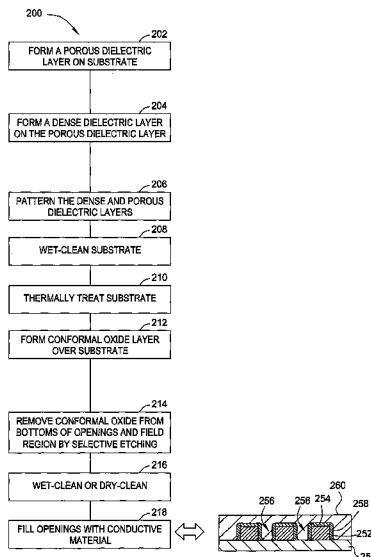 200
202
FORM A POROUS DIELECTRIC
LAYER ON SUBSTRATE
204
FORM A DENSE DIELECTRIC LAYER
ON THE POROUS DIELECTRIC LAYER
206
PATTERN THE DENSE AND POROUS
DIELECTRIC LAYERS
208
WET-CLEAN SUBSTRATE
210
THERMALLY TREAT SUBSTRATE
212
FORM CONFORMAL OXIDE LAYER
OVER SUBSTRATE
214
REMOVE CONFORMAL OXIDE FROM
BOTTOMS OF OPENINGS AND FIELD
REGION BY SELECTIVE ETCHING
216
WET-CLEAN OR DRY-CLEAN
218
FILL OPENINGS WITH CONDUCTIVE
MATERIAL
256 256 254 260
258
252